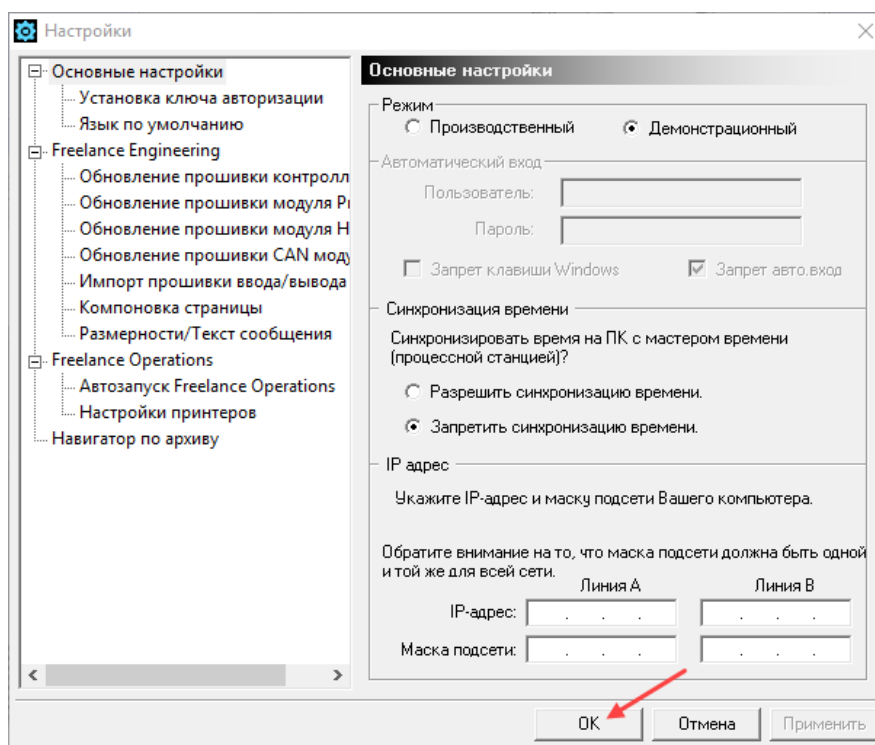 Настройки
Основные настройки
Установка ключа авторизации
Язык по умолчанию
Freelance Engineering
Обновление прошивки контролл
Обновление прошивки модуля Pr
Обновление прошивки модуля H
Обновление прошивки CAN моду
Импорт прошивки ввода/вывода
Компоновка страницы
Размерности/Текст сообщения
Freelance Operations
Автозапуск Freelance Operations
Настройки принтеров
Навигатор по архиву
Основные настройки
Режим
Производственный
Демонстрационный
Автоматический вход
Пользователь:
Пароль:
Запрет клавиши Windows
Запрет авто.вход
Синхронизация времени
Синхронизировать время на ПК с мастером времени
(процессной станцией)?
Разрешить синхронизацию времени.
Запретить синхронизацию времени.
IP адрес
Укажите IP-адрес и маску подсети Вашего компьютера.
Обратите внимание на то, что маска подсети должна быть одной
и той же для всей сети.
Линия А
Линия В
IP-адрес:
Маска подсети:
OK
Отмена
Применить